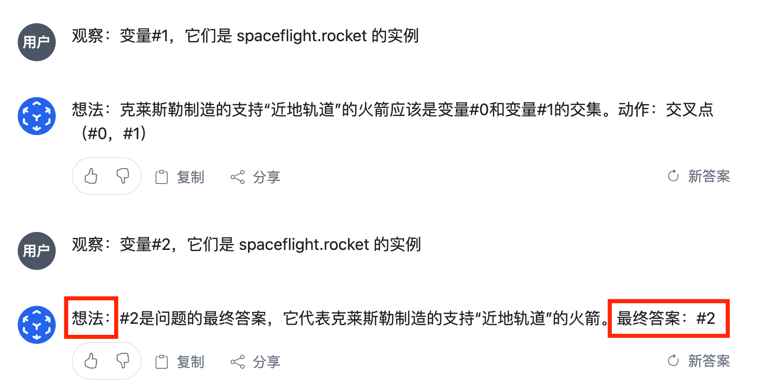 用户
观察：变量#1，它们是 spaceflight.rocket 的实例
想法：克莱斯勒制造的支持“近地轨道”的火箭应该是变量#0和变量#1的交集。动作：交叉点
（#0，#1）
复制 分享 新答案
用户
观察：变量#2，它们是 spaceflight.rocket 的实例
想法：#2是问题的最终答案，它代表克莱斯勒制造的支持“近地轨道”的火箭。最终答案：#2
复制 分享 新答案